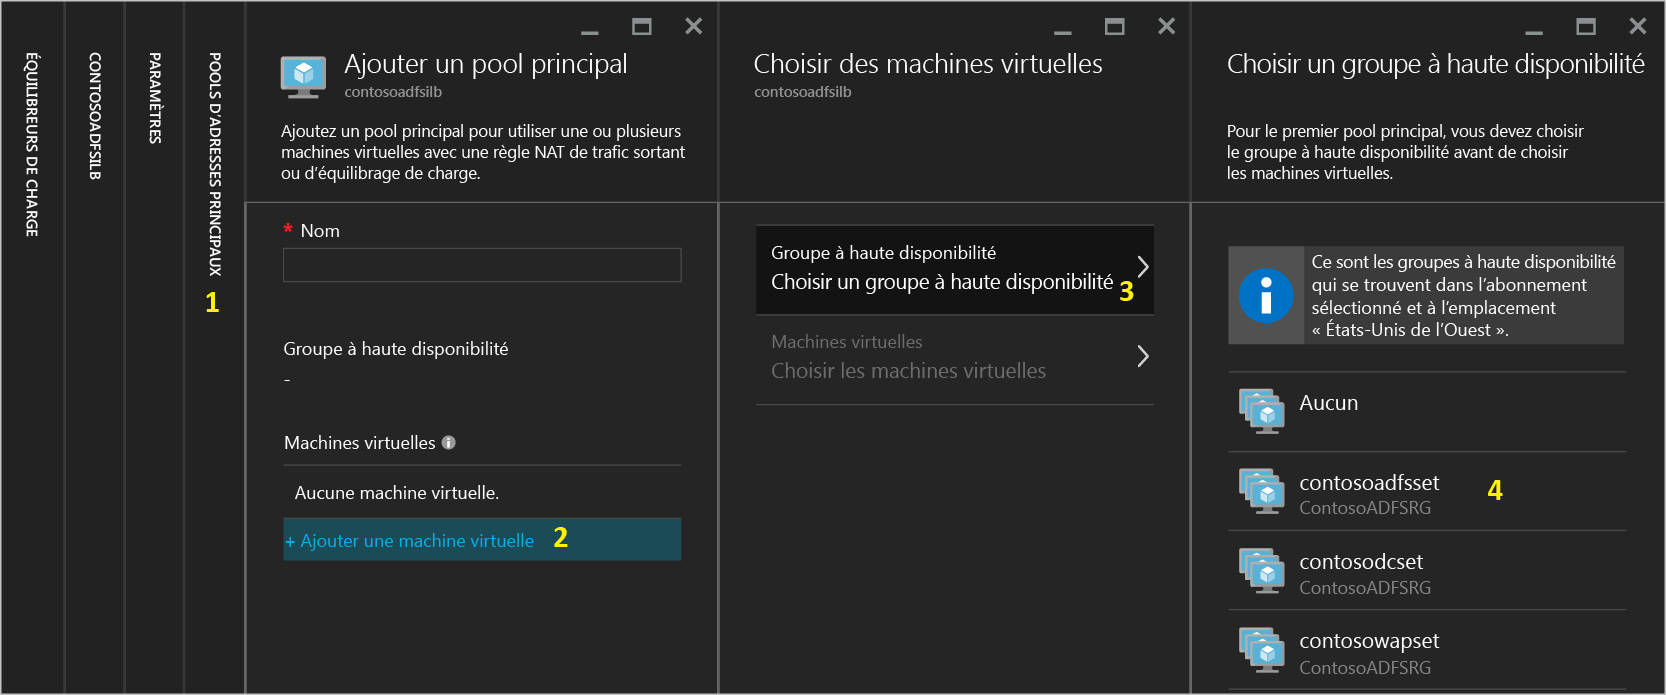 ÉQUILIBREURS DE CHARGE
CONTOSOADFSILB
PARAMÈTRES
POOLS D'ADRESSES PRINCIPAUX
1
Ajouter un pool principal
contosoadfsilb
Ajoutez un pool principal pour utiliser une ou plusieurs
machines virtuelles avec une règle NAT de trafic sortant
ou d'équilibrage de charge.
* Nom
Groupe à haute disponibilité
-
Machines virtuelles
Aucune machine virtuelle.
+ Ajouter une machine virtuelle 2
Choisir des machines virtuelles
contosoadfsilb
Groupe à haute disponibilité
Choisir un groupe à haute disponibilité 3
Machines virtuelles
Choisir les machines virtuelles
Choisir un groupe à haute disponibilité
Pour le premier pool principal, vous devez choisir
le groupe à haute disponibilité avant de choisir
les machines virtuelles.
Ce sont les groupes à haute disponibilité
qui se trouvent dans l'abonnement
sélectionné et à l'emplacement
« États-Unis de l'Ouest ».
Aucun
contosoadfsset 4
ContosoADFSRG
contosodcset
ContosoADFSRG
contosowapset
ContosoADFSRG